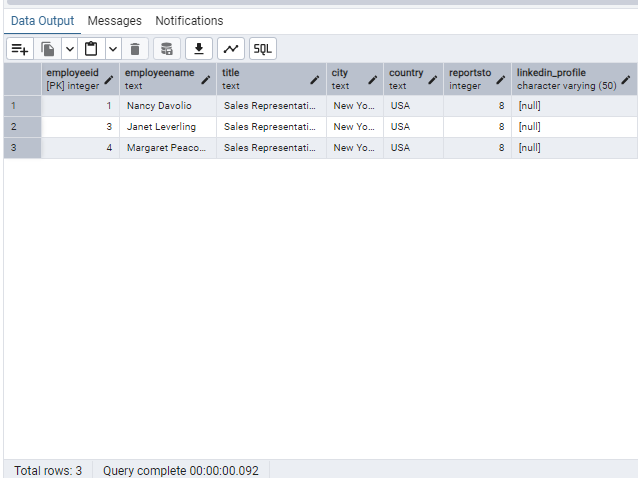 Data Output Messages Notifications
SQL
employeeid employeename title city country reportsto linkedin_profile
[PK] integer text text text text integer character varying (50)
1 1 Nancy Davolio Sales Representati... New Yo... USA 8 [null]
2 3 Janet Leverling Sales Representati... New Yo... USA 8 [null]
3 4 Margaret Peaco... Sales Representati... New Yo... USA 8 [null]
Total rows: 3 Query complete 00:00:00.092